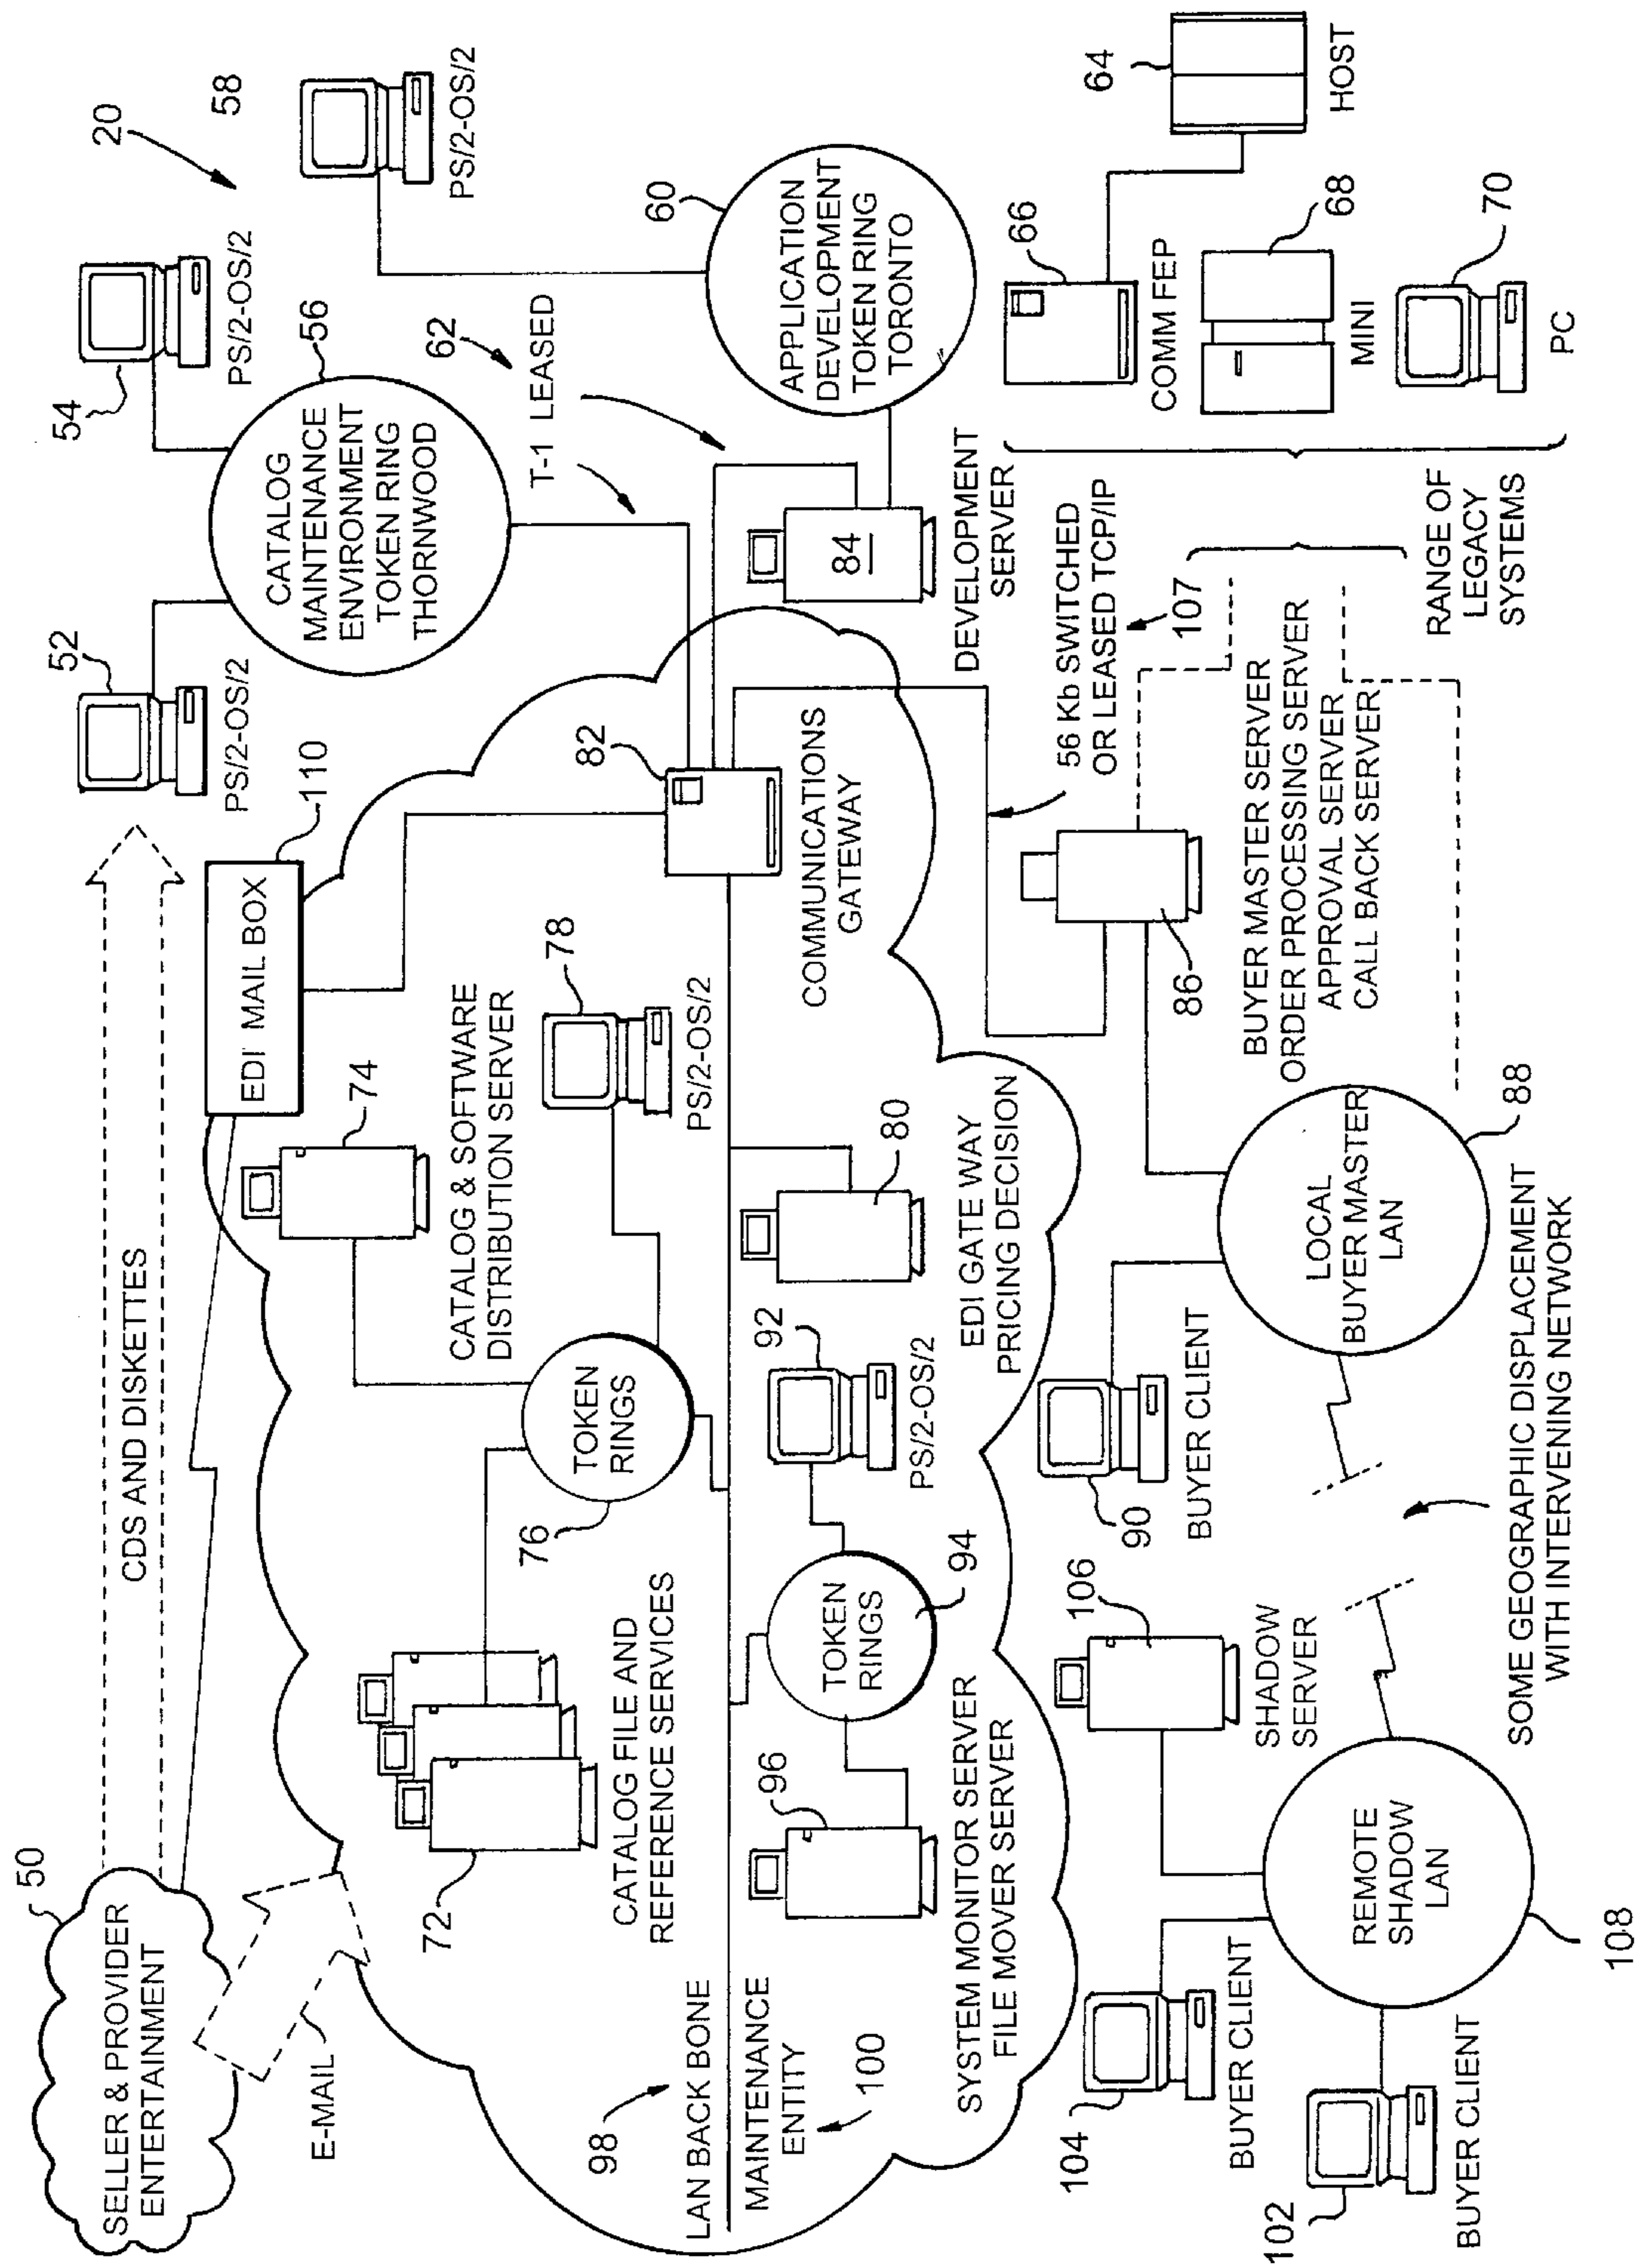 50
SELLER & PROVIDER
ENTERTAINMENT
E-MAIL
CDS AND DISKETTES
EDI MAIL BOX
110
52
PS/2-OS/2
54
PS/2-OS/2
20
58
PS/2-OS/2
56
CATALOG
MAINTENANCE
ENVIRONMENT
TOKEN RING
THORNWOOD
62
T-1 LEASED
60
APPLICATION
DEVELOPMENT
TOKEN RING
TORONTO
72
CATALOG FILE AND
REFERENCE SERVICES
74
CATALOG & SOFTWARE
DISTRIBUTION SERVER
76
TOKEN
RINGS
78
PS/2-OS/2
82
COMMUNICATIONS
GATEWAY
84
DEVELOPMENT
SERVER
64
HOST
66
COMM FEP
68
MINI
70
PC
RANGE OF
LEGACY
SYSTEMS
98
LAN BACK BONE
MAINTENANCE
ENTITY
100
96
SYSTEM MONITOR SERVER
FILE MOVER SERVER
94
TOKEN
RINGS
92
PS/2-OS/2
80
EDI GATE WAY
PRICING DECISION
56 Kb SWITCHED
OR LEASED TCP/IP
107
86
BUYER MASTER SERVER
ORDER PROCESSING SERVER
APPROVAL SERVER
CALL BACK SERVER
102
BUYER CLIENT
104
BUYER CLIENT
106
SHADOW
SERVER
REMOTE
SHADOW
LAN
108
90
BUYER CLIENT
LOCAL
BUYER MASTER
LAN
88
SOME GEOGRAPHIC DISPLACEMENT
WITH INTERVENING NETWORK